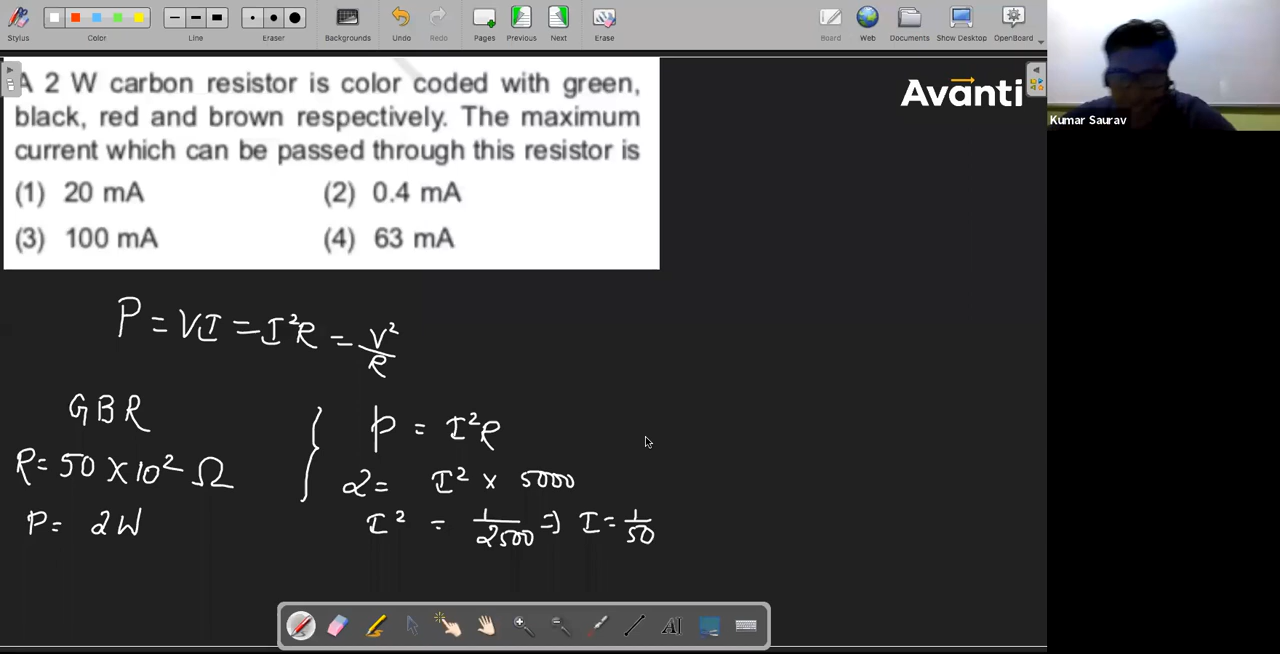 Stylus
Color
Line
Eraser
Backgrounds
Undo
Redo
Pages
Previous
Next
Erase
Board
Web
Documents
Show Desktop
OpenBoard
A 2 W carbon resistor is color coded with green,
black, red and brown respectively. The maximum
current which can be passed through this resistor is
(1) 20 mA
(2) 0.4 mA
(3) 100 mA
(4) 63 mA
Avanti
Kumar Saurav
P = VI = I²R = V²/R
GBR
R = 50 × 10² Ω
P = 2W
P = I²R
2 = I² × 5000
I² = 1/2500 ⇒ I = 1/50